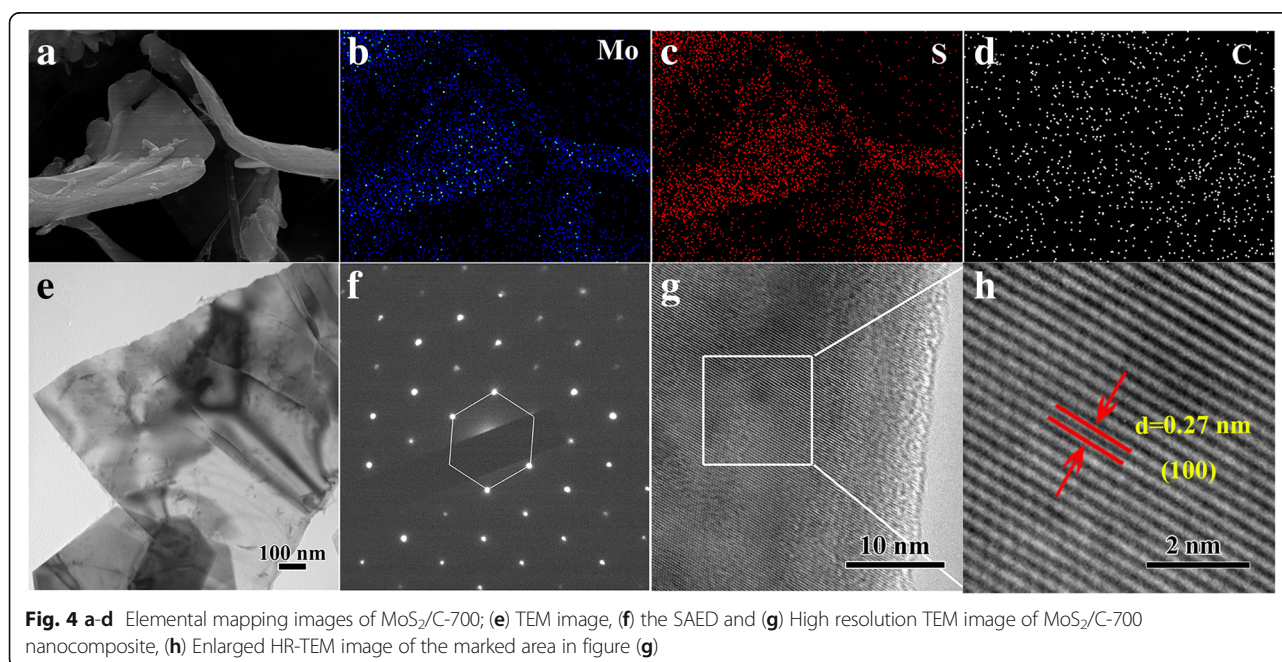 a
b
Mo
c
S
d
C
e
100 nm
f
g
10 nm
h
d=0.27 nm
(100)
2 nm
Fig. 4 a-d Elemental mapping images of MoS₂/C-700; (e) TEM image, (f) the SAED and (g) High resolution TEM image of MoS₂/C-700
nanocomposite, (h) Enlarged HR-TEM image of the marked area in figure (g)